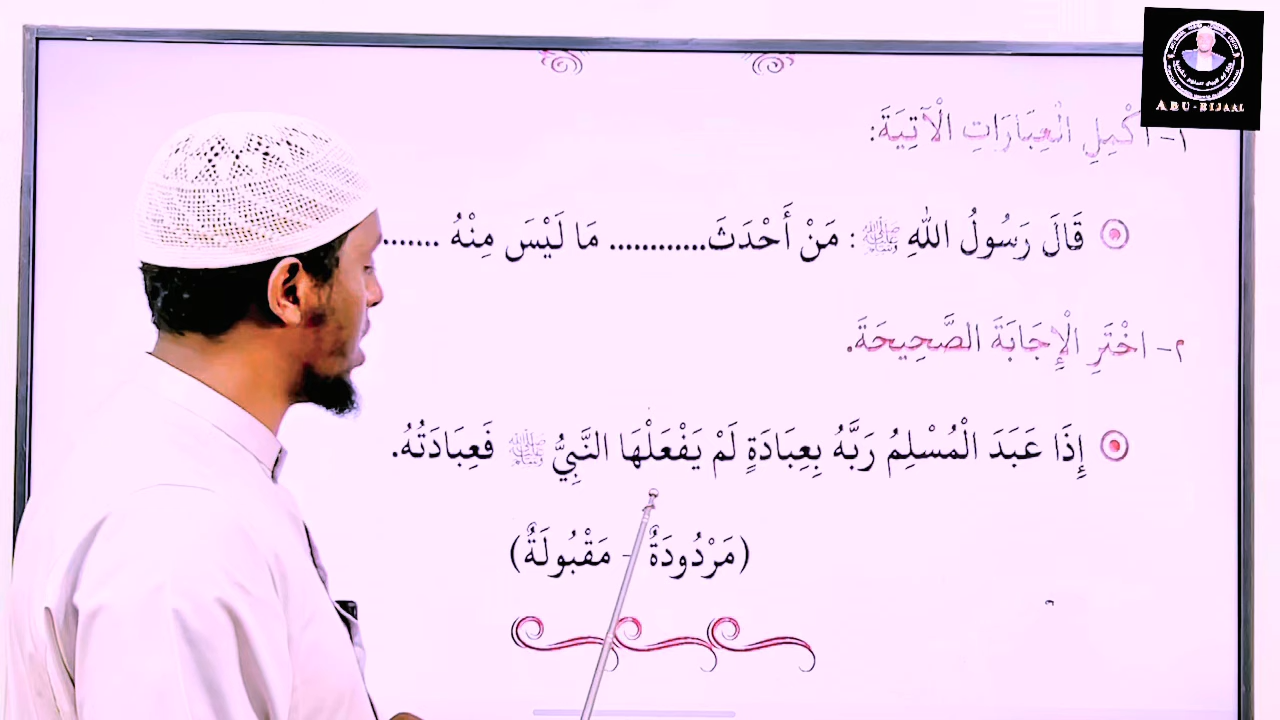 ABU-BIJAAL
١- أَكْمِلِ الْعِبَارَاتِ الْآتِيَةَ:
قَالَ رَسُولُ اللهِ ﷺ : مَنْ أَحْدَثَ............ مَا لَيْسَ مِنْهُ .......
٢- اخْتَرِ الْإِجَابَةَ الصَّحِيحَةَ.
إِذَا عَبَدَ الْمُسْلِمُ رَبَّهُ بِعِبَادَةٍ لَمْ يَفْعَلْهَا النَّبِيُّ ﷺ فَعِبَادَتُهُ.
(مَرْدُودَةٌ - مَقْبُولَةٌ)